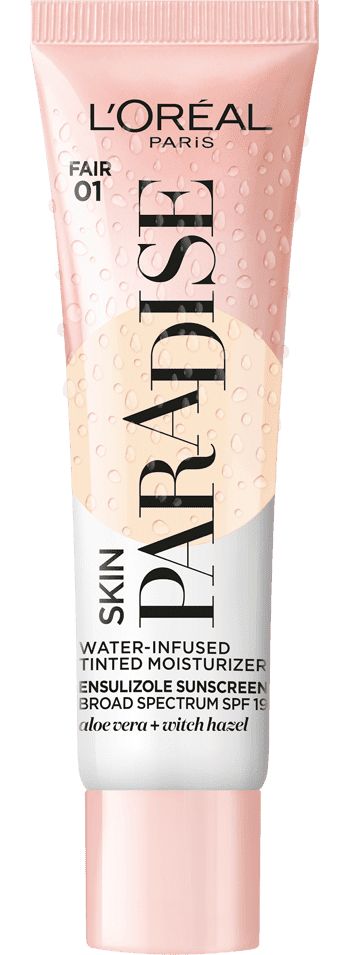 L'ORÉAL
PARIS
FAIR
01
SKIN
PARADISE
WATER-INFUSED
TINTED MOISTURIZER
ENSULIZOLE SUNSCREEN
BROAD SPECTRUM SPF 19
aloe vera + witch hazel